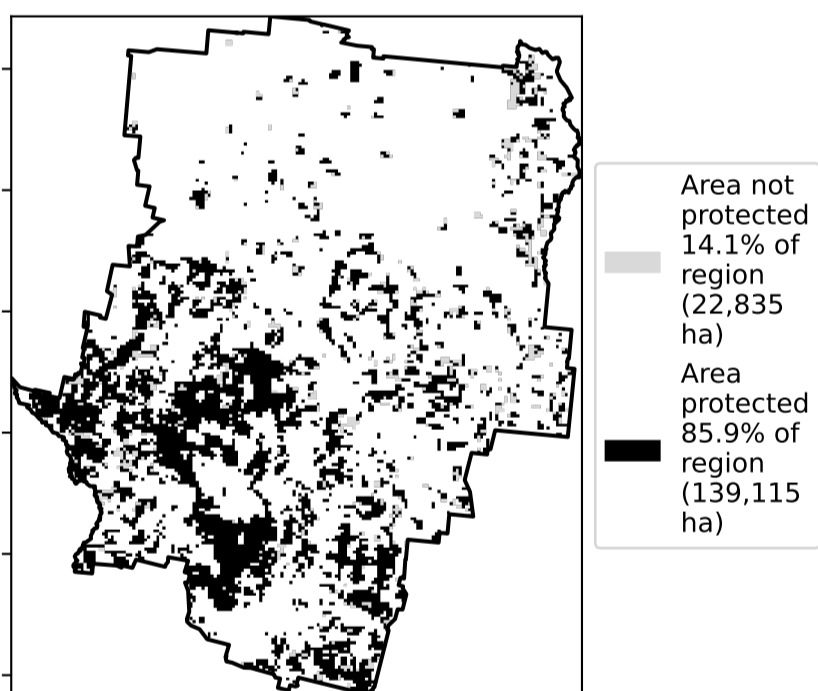 Area not
protected
14.1% of
region
(22,835
ha)
Area
protected
85.9% of
region
(139,115
ha)